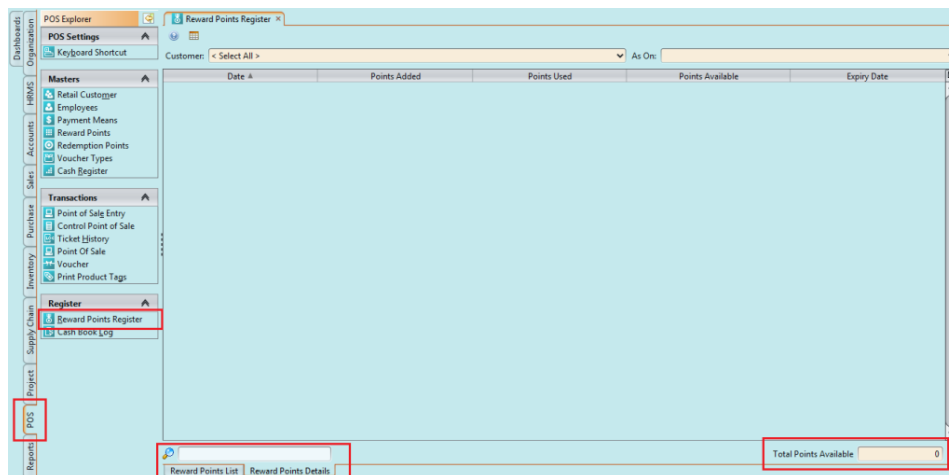 Dashboards
Organization
HRMS
Accounts
Sales
Purchase
Inventory
Supply Chain
Project
POS
Reports
POS Explorer
POS Settings
Keyboard Shortcut
Masters
Retail Customer
Employees
Payment Means
Reward Points
Redemption Points
Voucher Types
Cash Register
Transactions
Point of Sale Entry
Control Point of Sale
Ticket History
Point Of Sale
Voucher
Print Product Tags
Register
Reward Points Register
Cash Book Log
Reward Points Register
Customer: < Select All > As On:
Date Points Added Points Used Points Available Expiry Date
Total Points Available 0
Reward Points List Reward Points Details